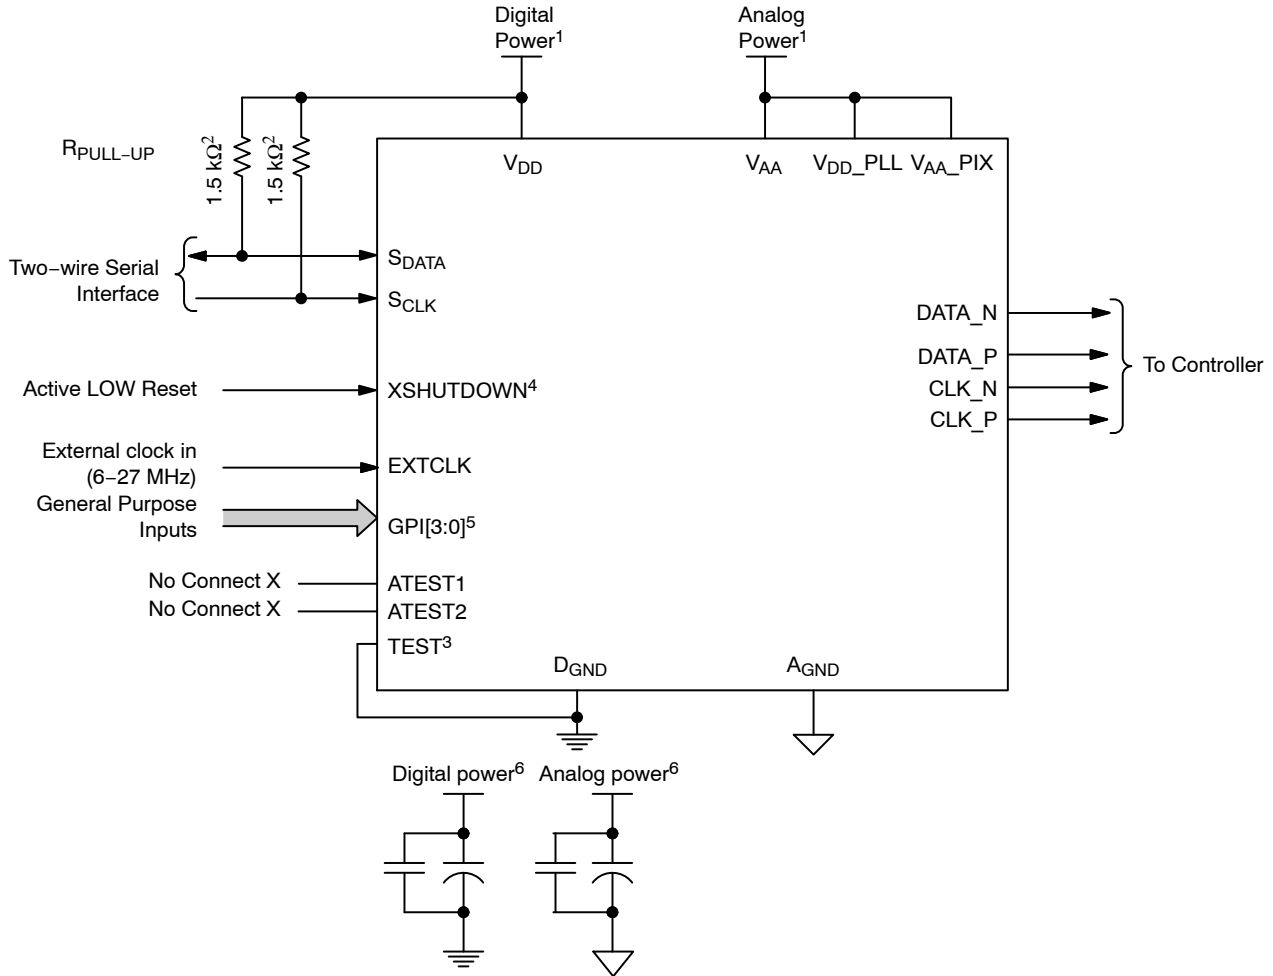 Digital
Power1
Analog
Power1
RPULL−UP
1.5 kΩ2
1.5 kΩ2
VDD
VAA
VDD_PLL
VAA_PIX
Two−wire Serial
Interface
SDATA
SCLK
DATA_N
DATA_P
CLK_N
CLK_P
To Controller
Active LOW Reset
XSHUTDOWN4
External clock in
(6−27 MHz)
EXTCLK
General Purpose
Inputs
GPI[3:0]5
No Connect X
ATEST1
No Connect X
ATEST2
TEST3
DGND
AGND
Digital power6
Analog power6